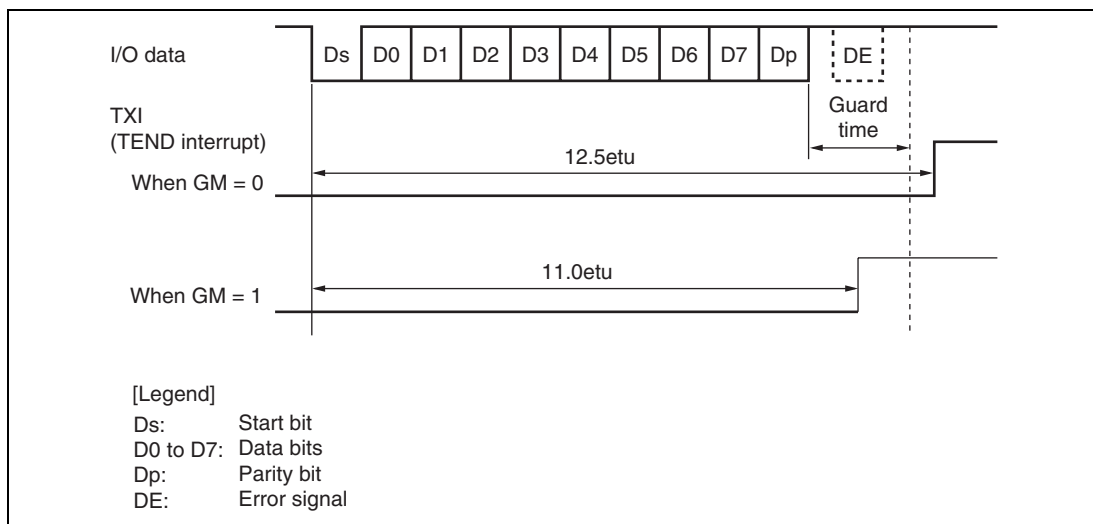 I/O data
Ds D0 D1 D2 D3 D4 D5 D6 D7 Dp DE
Guard
time
TXI
(TEND interrupt)
12.5etu
When GM = 0
11.0etu
When GM = 1
[Legend]
Ds: Start bit
D0 to D7: Data bits
Dp: Parity bit
DE: Error signal